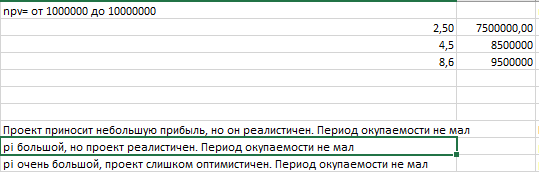 npv= от 1000000 до 10000000
2,50 7500000,00
4,5 8500000
8,6 9500000
Проект приносит небольшую прибыль, но он реалистичен. Период окупаемости не мал
pi большой, но проект реалистичен. Период окупаемости не мал
pi очень большой, проект слишком оптимистичен. Период окупаемости не мал